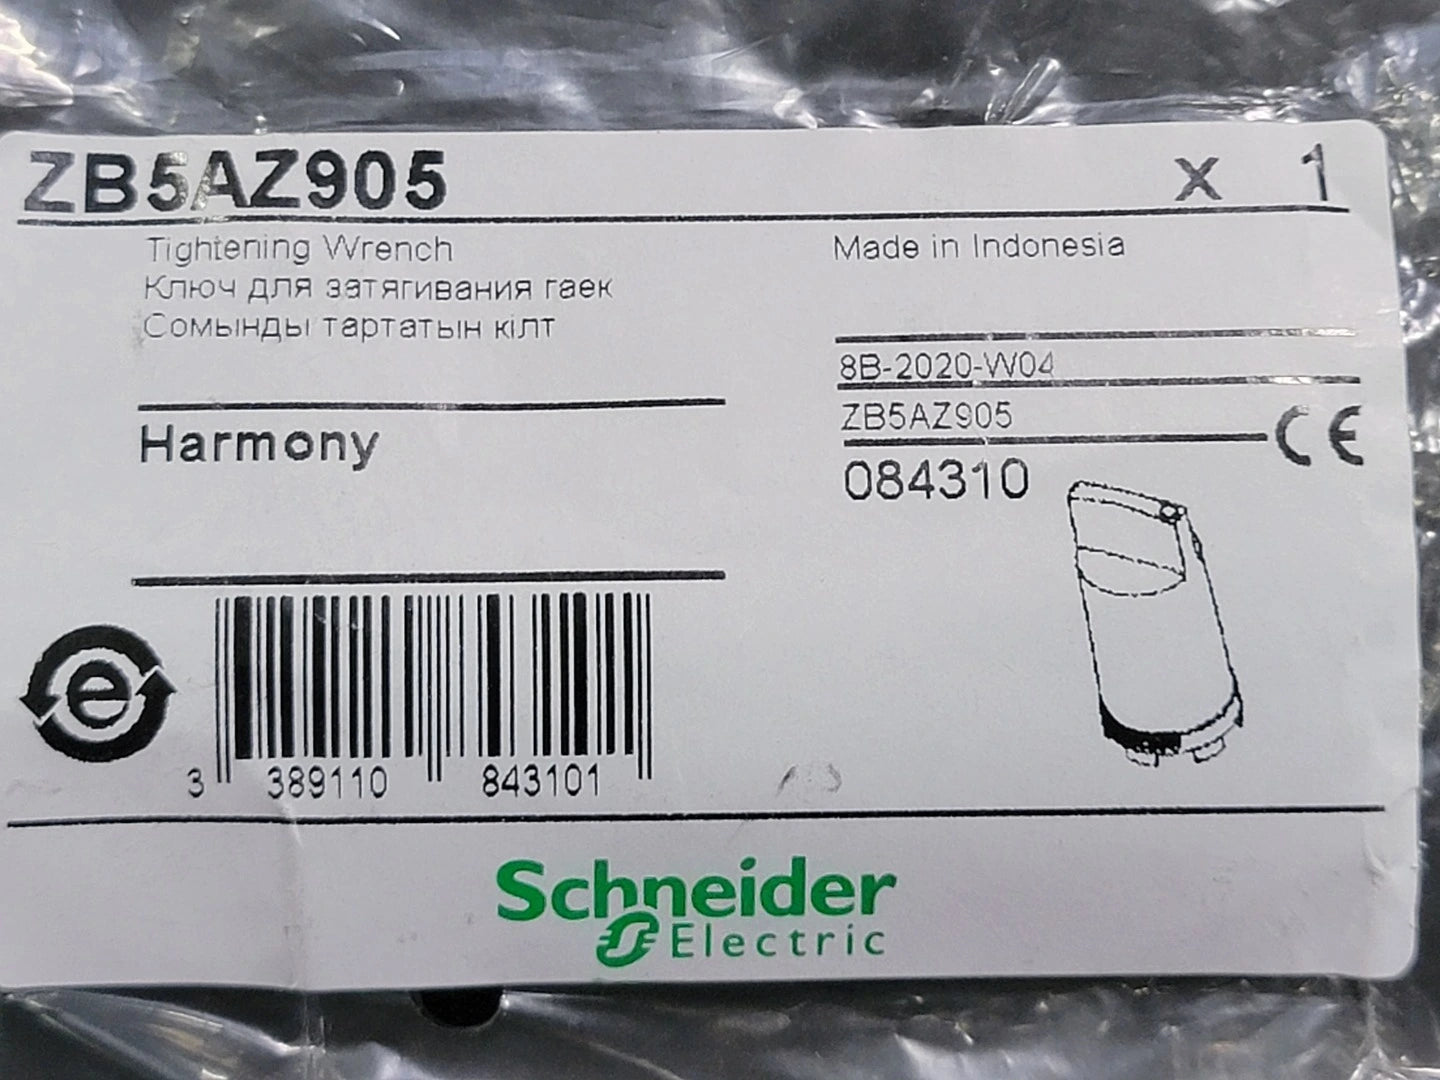 ZB5AZ905 x 1
Tightening Wrench
Ключ для затягивания гаек
Сомынды тартатын кілт
Made in Indonesia
8B-2020-W04
ZB5AZ905
CE
084310
Harmony
e
3 389110 843101
Schneider
Electric